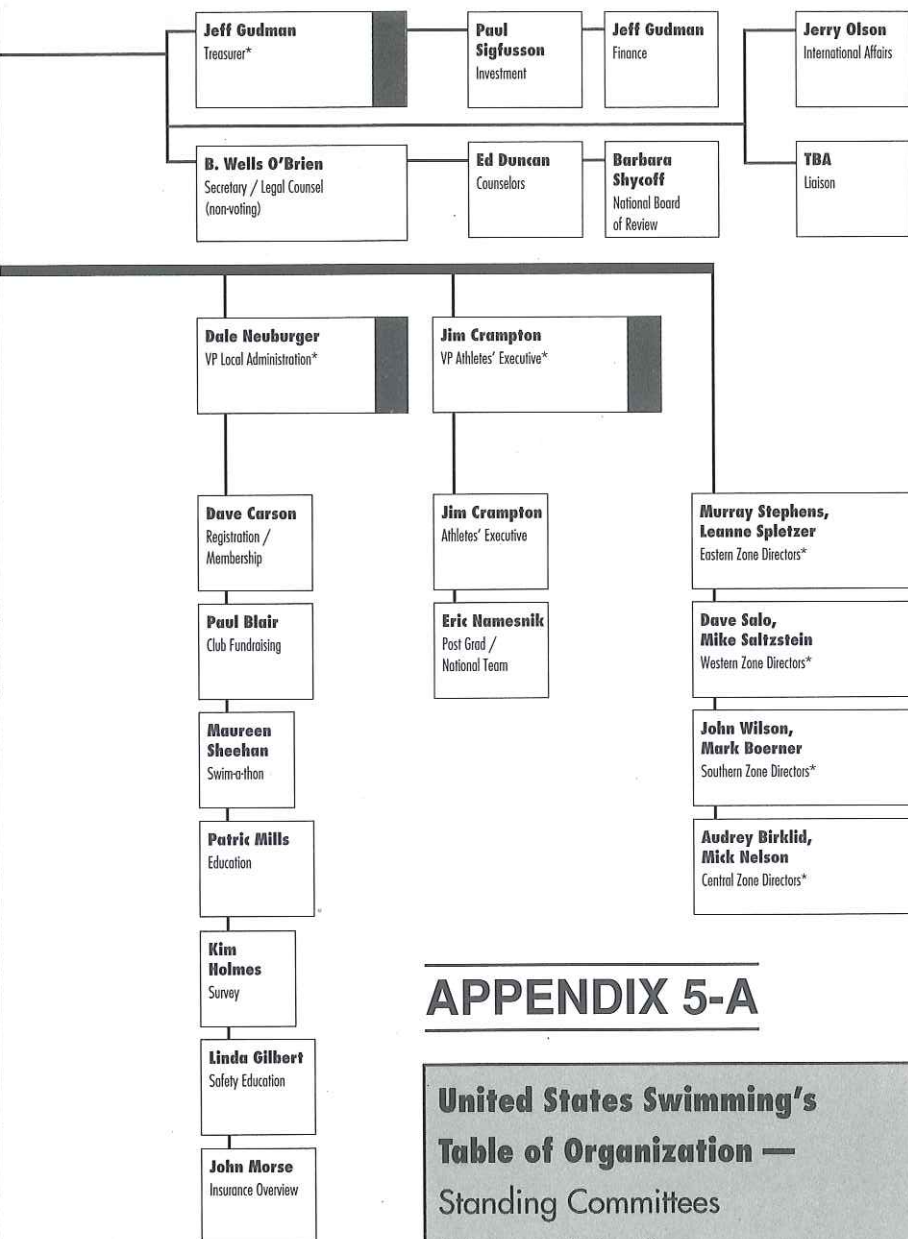 Jeff Gudman
Treasurer*
Paul
Sigfusson
Investment
Jeff Gudman
Finance
Jerry Olson
International Affairs
B. Wells O'Brien
Secretary / Legal Counsel
(non-voting)
Ed Duncan
Counselors
Barbara
Shycoff
National Board
of Review
TBA
Liaison
Dale Neuburger
VP Local Administration*
Jim Crampton
VP Athletes' Executive*
Dave Carson
Registration /
Membership
Paul Blair
Club Fundraising
Maureen
Sheehan
Swim-a-thon
Patric Mills
Education
Kim
Holmes
Survey
Linda Gilbert
Safety Education
John Morse
Insurance Overview
Jim Crampton
Athletes' Executive
Eric Namesnik
Post Grad /
National Team
Murray Stephens,
Leanne Spletzer
Eastern Zone Directors*
Dave Salo,
Mike Saltzstein
Western Zone Directors*
John Wilson,
Mark Boerner
Southern Zone Directors*
Audrey Birklid,
Mick Nelson
Central Zone Directors*
APPENDIX 5-A
United States Swimming's
Table of Organization —
Standing Committees